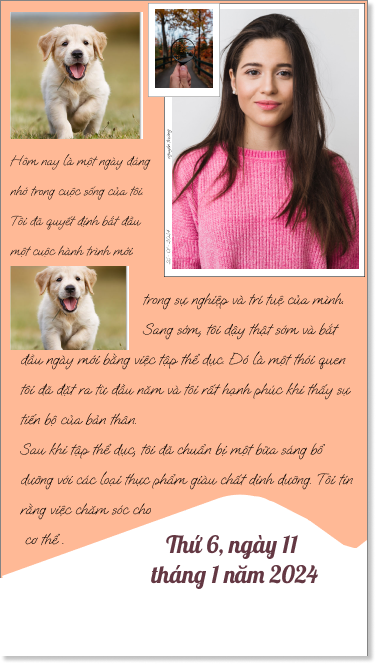 Hôm nay là một ngày đáng
nhớ trong cuộc sống của tôi.
Tôi đã quyết định bắt đầu
một cuộc hành trình mới
trong sự nghiệp và trí tuệ của mình.
Sáng sớm, tôi dậy thật sớm và bắt
đầu ngày mới bằng việc tập thể dục. Đó là một thói quen
tôi đã đặt ra từ đầu năm và tôi rất hạnh phúc khi thấy sự
tiến bộ của bản thân.
Sau khi tập thể dục, tôi đã chuẩn bị một bữa sáng bổ
dưỡng với các loại thực phẩm giàu chất dinh dưỡng. Tôi tin
rằng việc chăm sóc cho
cơ thể .
Thứ 6, ngày 11
tháng 1 năm 2024